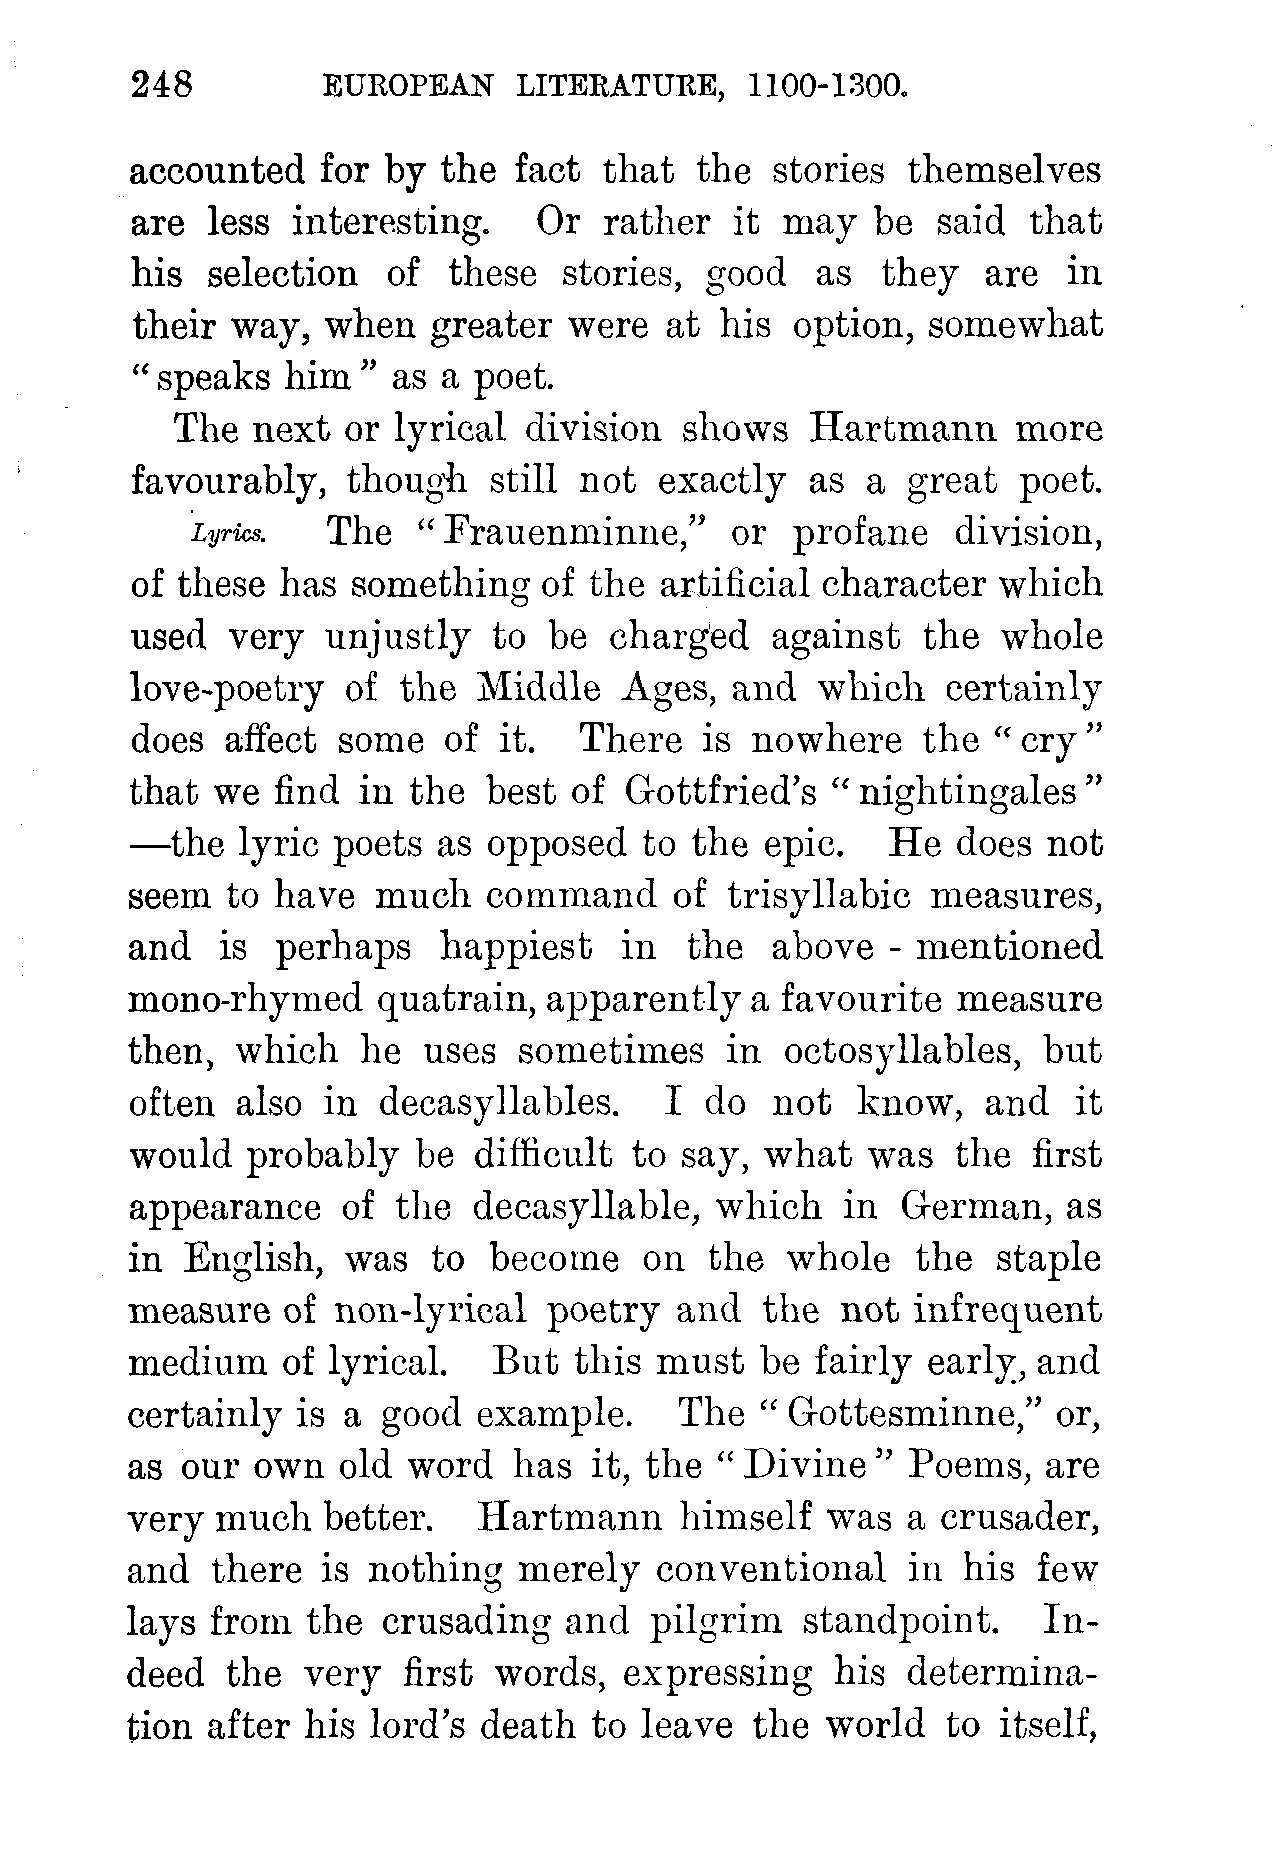 248 EUROPEAN LITERATURE, 1100-1300.
accounted for by the fact that the stories themselves
are less interesting. Or rather it may be said that
his selection of these stories, good as they are in
their way, when greater were at his option, somewhat
“speaks him” as a poet.
The next or lyrical division shows Hartmann more
favourably, though still not exactly as a great poet.
Lyrics. The “Frauenminne,” or profane division,
of these has something of the artificial character which
used very unjustly to be charged against the whole
love-poetry of the Middle Ages, and which certainly
does affect some of it. There is nowhere the “cry”
that we find in the best of Gottfried’s “nightingales”
—the lyric poets as opposed to the epic. He does not
seem to have much command of trisyllabic measures,
and is perhaps happiest in the above-mentioned
mono-rhymed quatrain, apparently a favourite measure
then, which he uses sometimes in octosyllables, but
often also in decasyllables. I do not know, and it
would probably be difficult to say, what was the first
appearance of the decasyllable, which in German, as
in English, was to become on the whole the staple
measure of non-lyrical poetry and the not infrequent
medium of lyrical. But this must be fairly early, and
certainly is a good example. The “Gottesminne,” or,
as our own old word has it, the “Divine” Poems, are
very much better. Hartmann himself was a crusader,
and there is nothing merely conventional in his few
lays from the crusading and pilgrim standpoint. In-
deed the very first words, expressing his determina-
tion after his lord’s death to leave the world to itself,